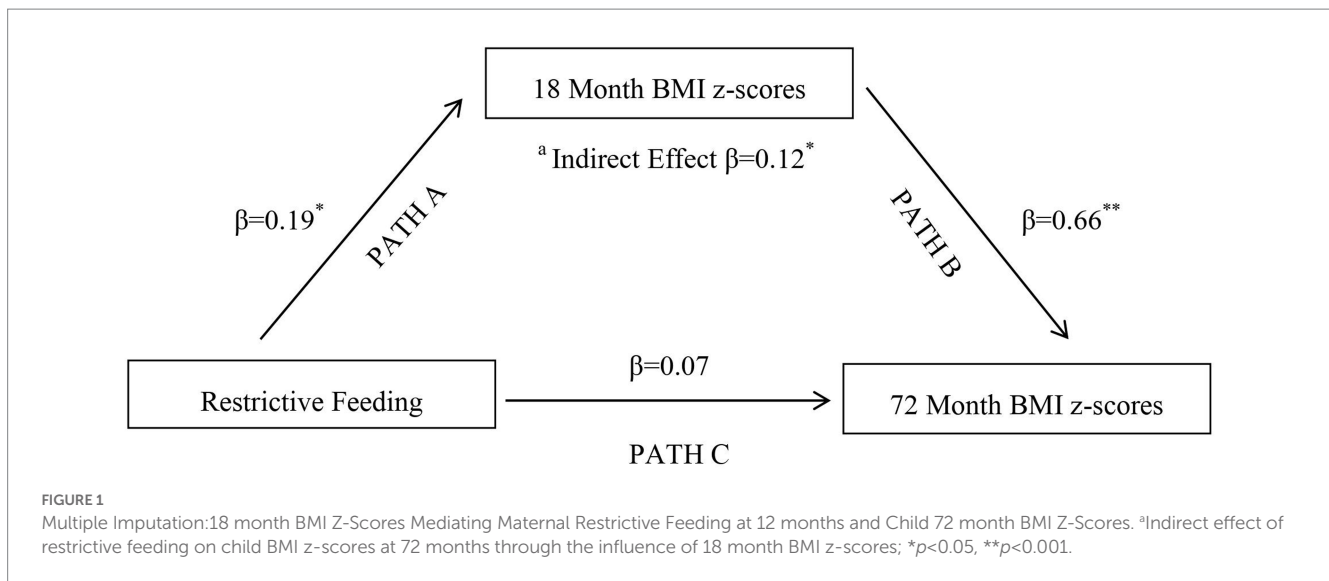 18 Month BMI z-scores
ᵃ Indirect Effect β=0.12*
β=0.19*
PATH A
PATH B
β=0.66**
β=0.07
Restrictive Feeding
72 Month BMI z-scores
PATH C
FIGURE 1
Multiple Imputation:18 month BMI Z-Scores Mediating Maternal Restrictive Feeding at 12 months and Child 72 month BMI Z-Scores. ᵃIndirect effect of
restrictive feeding on child BMI z-scores at 72 months through the influence of 18 month BMI z-scores; *p<0.05, **p<0.001.